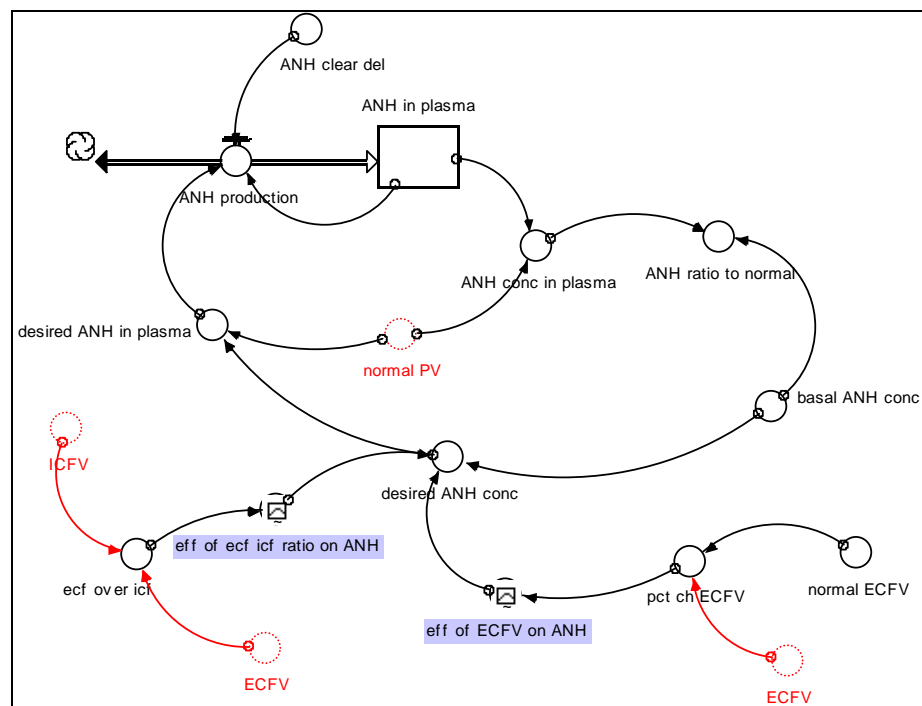 ANH clear del
ANH in plasma
ANH production
ANH conc in plasma
ANH ratio to normal
desired ANH in plasma
normal PV
basal ANH conc
ICFV
desired ANH conc
eff of ecf icf ratio on ANH
ecf over icf
pct ch ECFV
normal ECFV
eff of ECFV on ANH
ECFV
ECFV